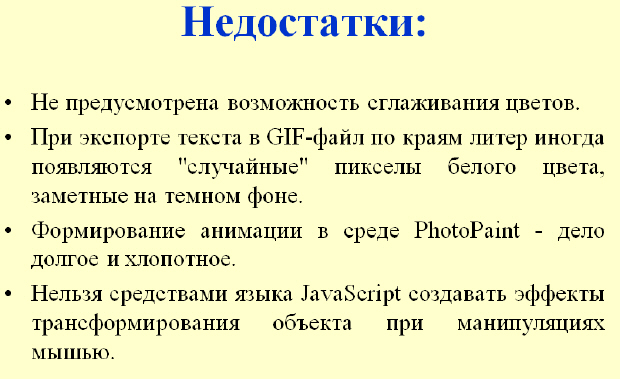 Недостатки:
• Не предусмотрена возможность сглаживания цветов.
• При экспорте текста в GIF-файл по краям литер иногда
появляются "случайные" пикселы белого цвета,
заметные на темном фоне.
• Формирование анимации в среде PhotoPaint - дело
долгое и хлопотное.
• Нельзя средствами языка JavaScript создавать эффекты
трансформирования объекта при манипуляциях
мышью.